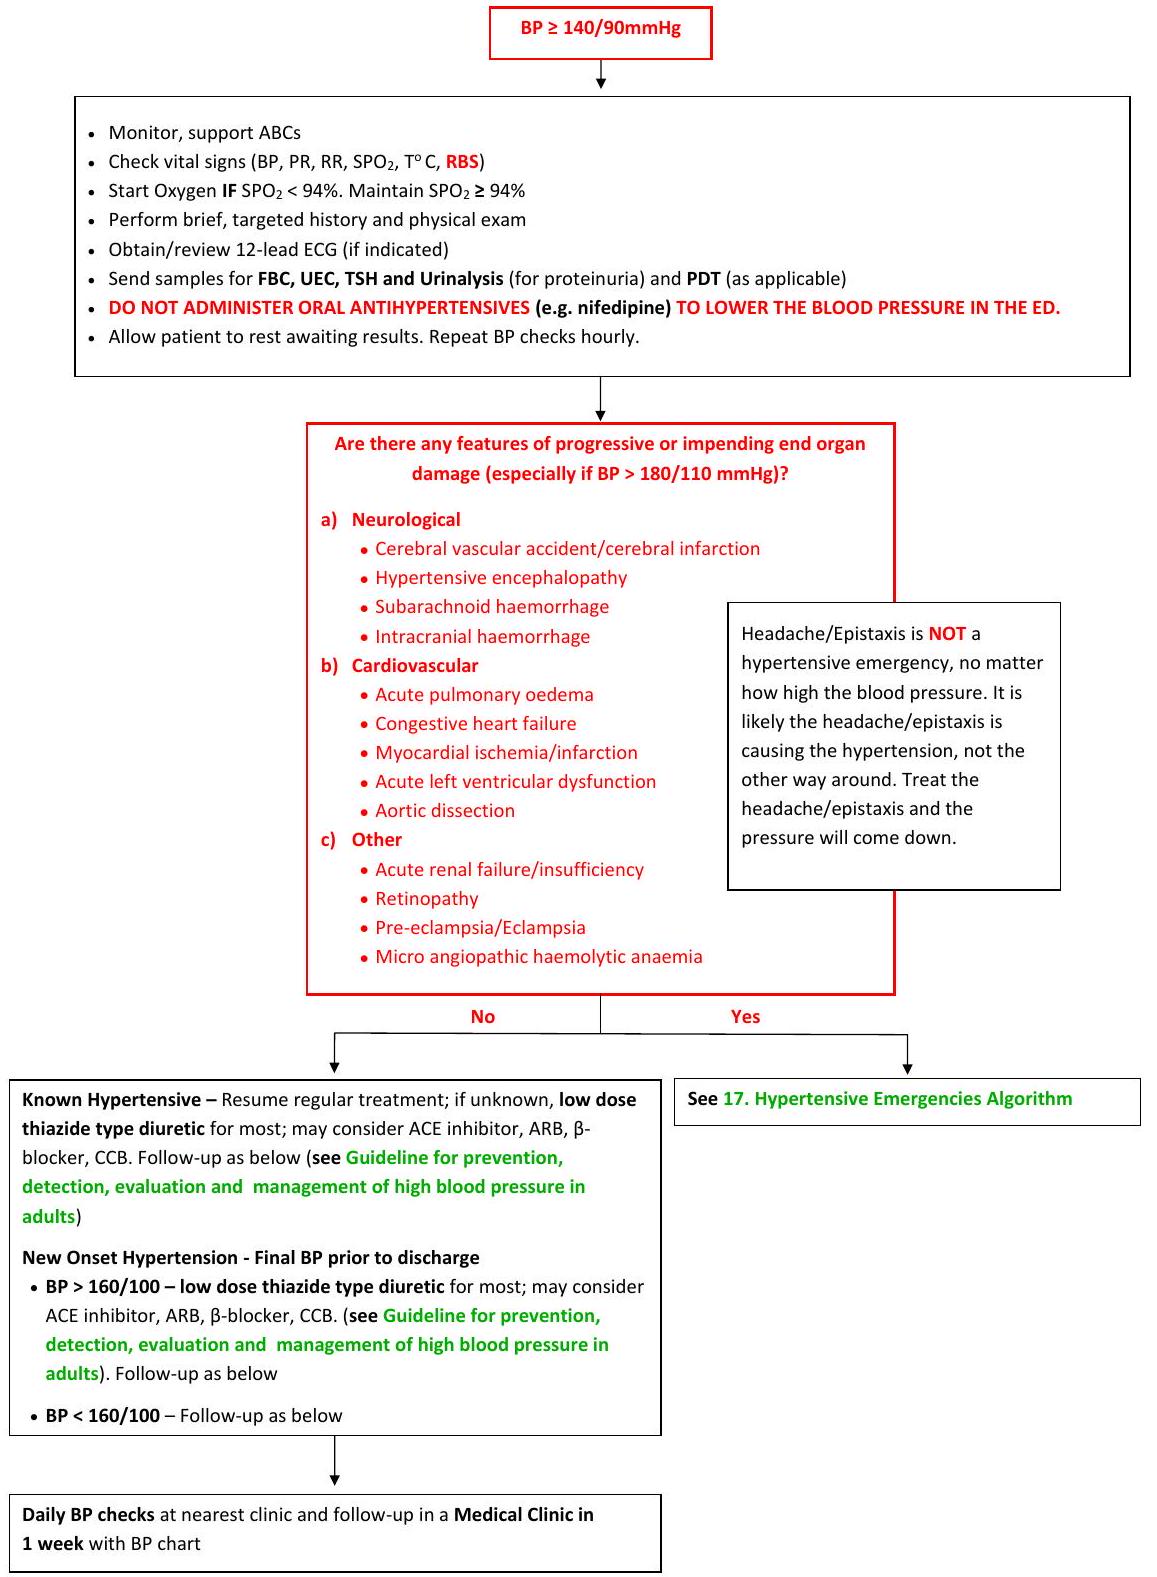 BP ≥ 140/90mmHg
• Monitor, support ABCs
• Check vital signs (BP, PR, RR, SPO₂, Tº C, RBS)
• Start Oxygen IF SPO₂ < 94%. Maintain SPO₂ ≥ 94%
• Perform brief, targeted history and physical exam
• Obtain/review 12-lead ECG (if indicated)
• Send samples for FBC, UEC, TSH and Urinalysis (for proteinuria) and PDT (as applicable)
• DO NOT ADMINISTER ORAL ANTIHYPERTENSIVES (e.g. nifedipine) TO LOWER THE BLOOD PRESSURE IN THE ED.
• Allow patient to rest awaiting results. Repeat BP checks hourly.
Are there any features of progressive or impending end organ
damage (especially if BP > 180/110 mmHg)?
a) Neurological
• Cerebral vascular accident/cerebral infarction
• Hypertensive encephalopathy
• Subarachnoid haemorrhage
• Intracranial haemorrhage
b) Cardiovascular
• Acute pulmonary oedema
• Congestive heart failure
• Myocardial ischemia/infarction
• Acute left ventricular dysfunction
• Aortic dissection
c) Other
• Acute renal failure/insufficiency
• Retinopathy
• Pre-eclampsia/Eclampsia
• Micro angiopathic haemolytic anaemia
Headache/Epistaxis is NOT a
hypertensive emergency, no matter
how high the blood pressure. It is
likely the headache/epistaxis is
causing the hypertension, not the
other way around. Treat the
headache/epistaxis and the
pressure will come down.
No
Yes
Known Hypertensive – Resume regular treatment; if unknown, low dose
thiazide type diuretic for most; may consider ACE inhibitor, ARB, β-
blocker, CCB. Follow-up as below (see Guideline for prevention,
detection, evaluation and management of high blood pressure in
adults)
New Onset Hypertension - Final BP prior to discharge
• BP > 160/100 – low dose thiazide type diuretic for most; may consider
ACE inhibitor, ARB, β-blocker, CCB. (see Guideline for prevention,
detection, evaluation and management of high blood pressure in
adults). Follow-up as below
• BP < 160/100 – Follow-up as below
See 17. Hypertensive Emergencies Algorithm
Daily BP checks at nearest clinic and follow-up in a Medical Clinic in
1 week with BP chart